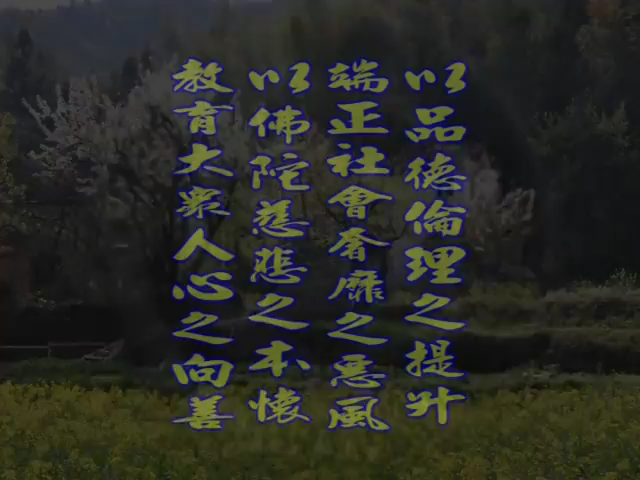 以品德倫理之提升
端正社會奢靡之惡風
以佛陀慈悲之本懷
教育大眾人心之向善